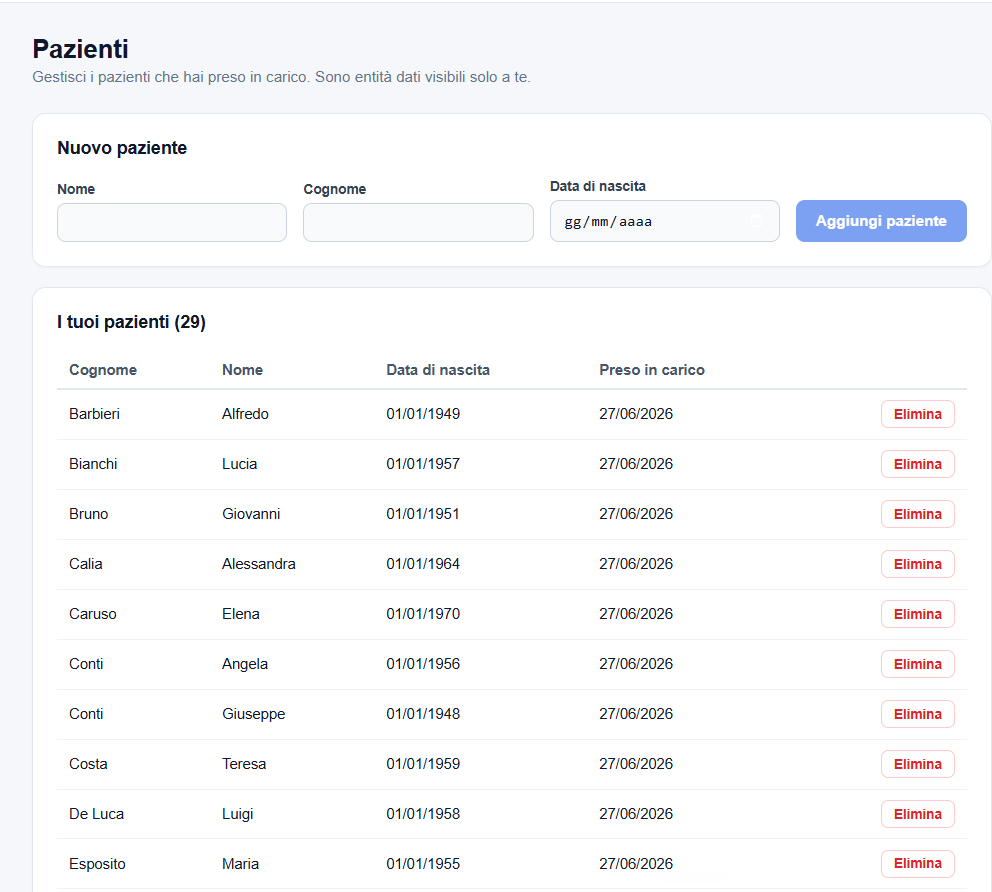 Pazienti
Gestisci i pazienti che hai preso in carico. Sono entità dati visibili solo a te.
Nuovo paziente
Nome Cognome Data di nascita
gg/mm/aaaa Aggiungi paziente
I tuoi pazienti (29)
Cognome Nome Data di nascita Preso in carico
Barbieri Alfredo 01/01/1949 27/06/2026 Elimina
Bianchi Lucia 01/01/1957 27/06/2026 Elimina
Bruno Giovanni 01/01/1951 27/06/2026 Elimina
Calia Alessandra 01/01/1964 27/06/2026 Elimina
Caruso Elena 01/01/1970 27/06/2026 Elimina
Conti Angela 01/01/1956 27/06/2026 Elimina
Conti Giuseppe 01/01/1948 27/06/2026 Elimina
Costa Teresa 01/01/1959 27/06/2026 Elimina
De Luca Luigi 01/01/1958 27/06/2026 Elimina
Esposito Maria 01/01/1955 27/06/2026 Elimina